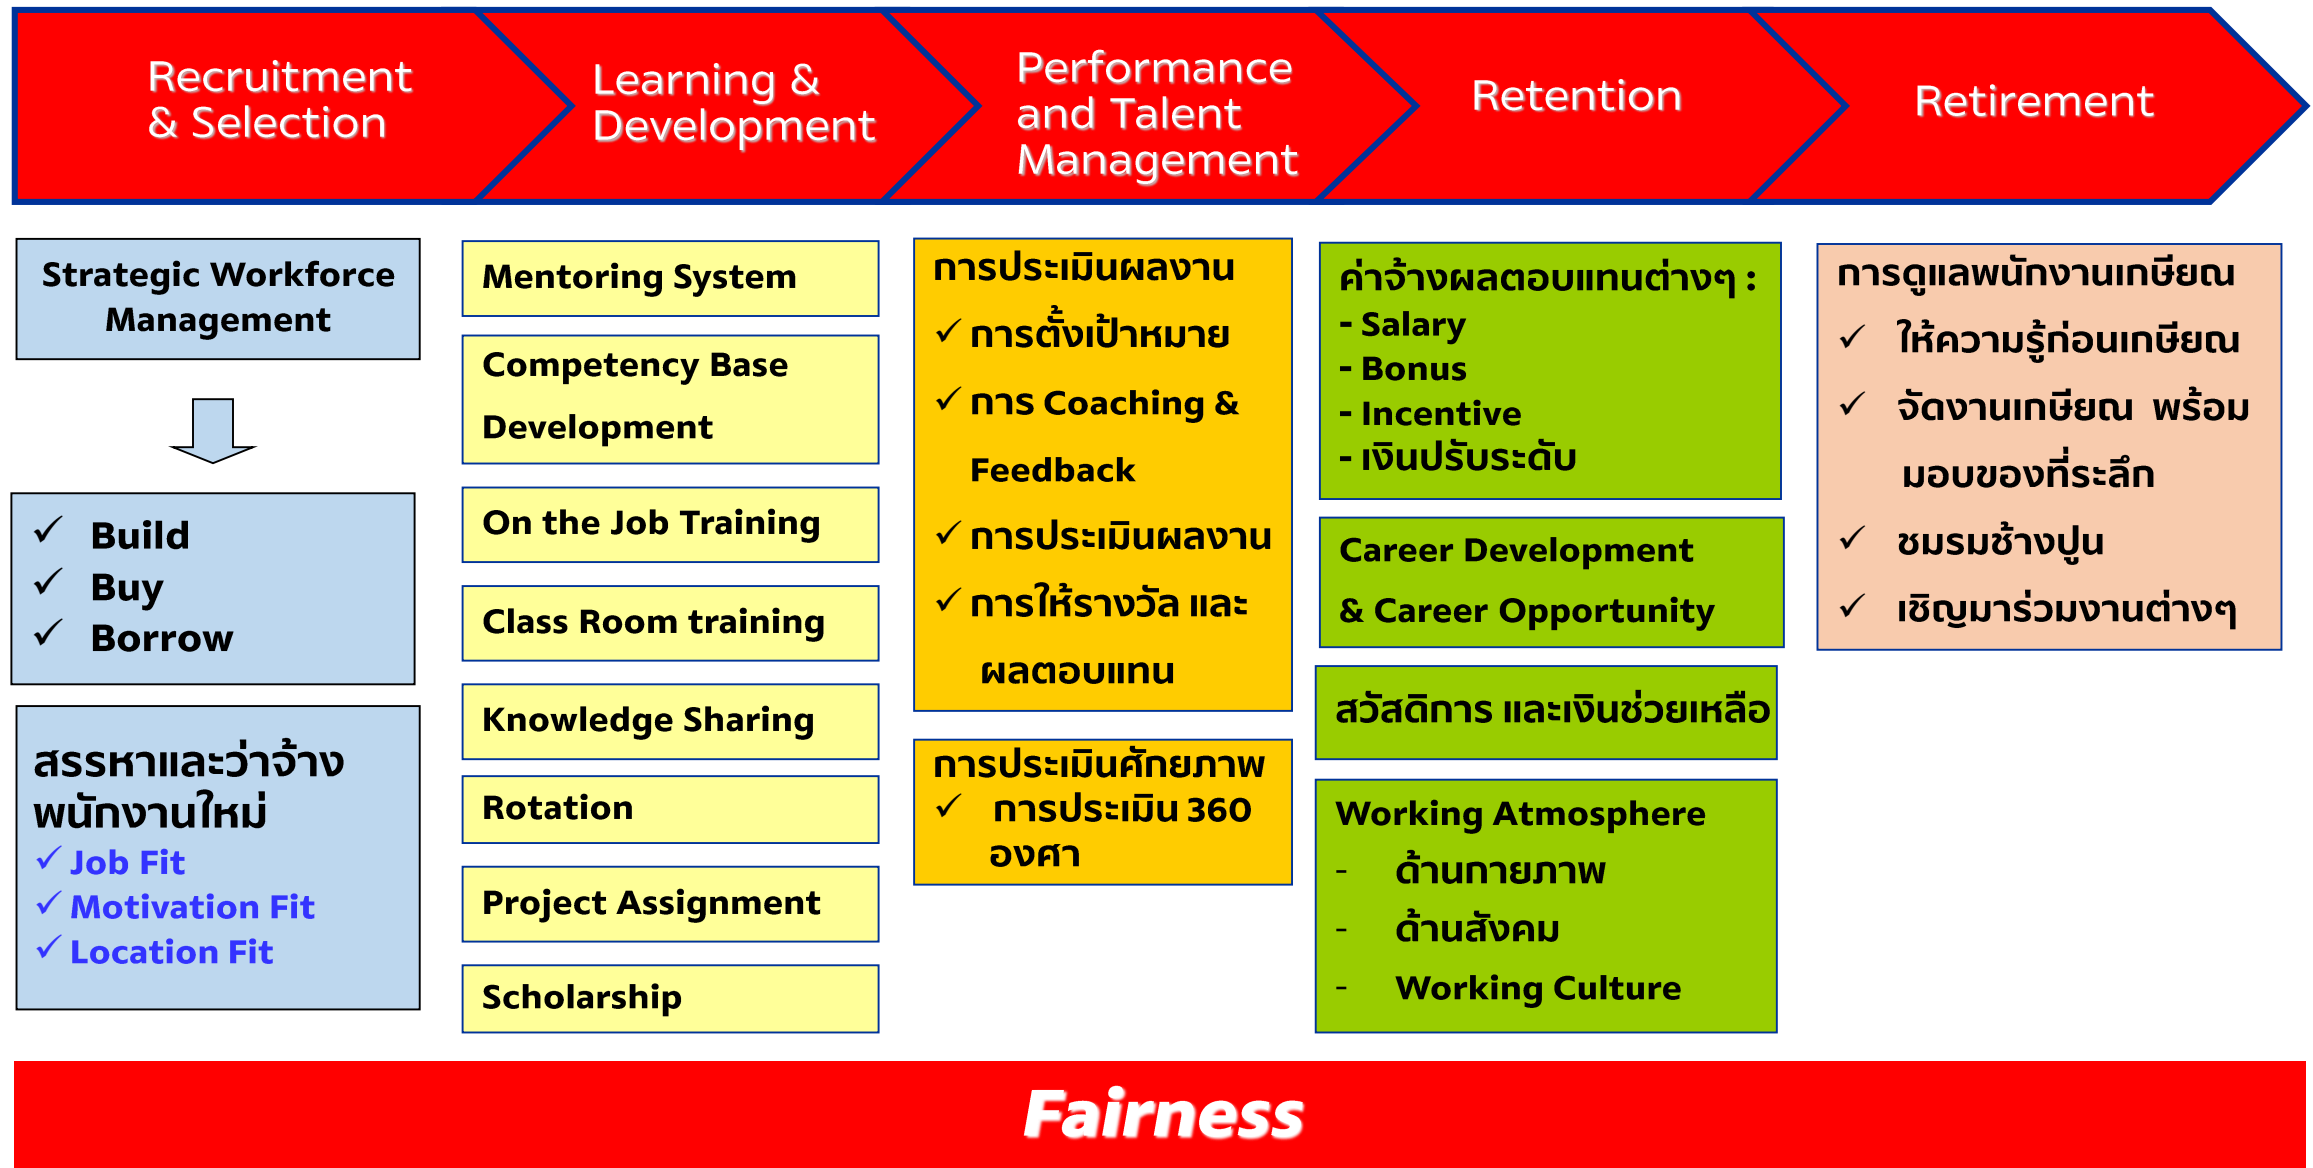 Recruitment
& Selection
Learning &
Development
Performance
and Talent
Management
Retention
Retirement
Strategic Workforce
Management
✓ Build
✓ Buy
✓ Borrow
สรรหาและว่าจ้าง
พนักงานใหม่
✓ Job Fit
✓ Motivation Fit
✓ Location Fit
Mentoring System
Competency Base
Development
On the Job Training
Class Room training
Knowledge Sharing
Rotation
Project Assignment
Scholarship
การประเมินผลงาน
✓ การตั้งเป้าหมาย
✓ การ Coaching &
Feedback
✓ การประเมินผลงาน
✓ การให้รางวัล และ
ผลตอบแทน
การประเมินศักยภาพ
✓ การประเมิน 360
องศา
ค่าจ้างผลตอบแทนต่างๆ :
- Salary
- Bonus
- Incentive
- เงินปรับระดับ
Career Development
& Career Opportunity
สวัสดิการ และเงินช่วยเหลือ
Working Atmosphere
- ด้านกายภาพ
- ด้านสังคม
- Working Culture
การดูแลพนักงานเกษียณ
✓ ให้ความรู้ก่อนเกษียณ
✓ จัดงานเกษียณ พร้อม
มอบของที่ระลึก
✓ ชมรมช้างปูน
✓ เชิญมาร่วมงานต่างๆ
Fairness